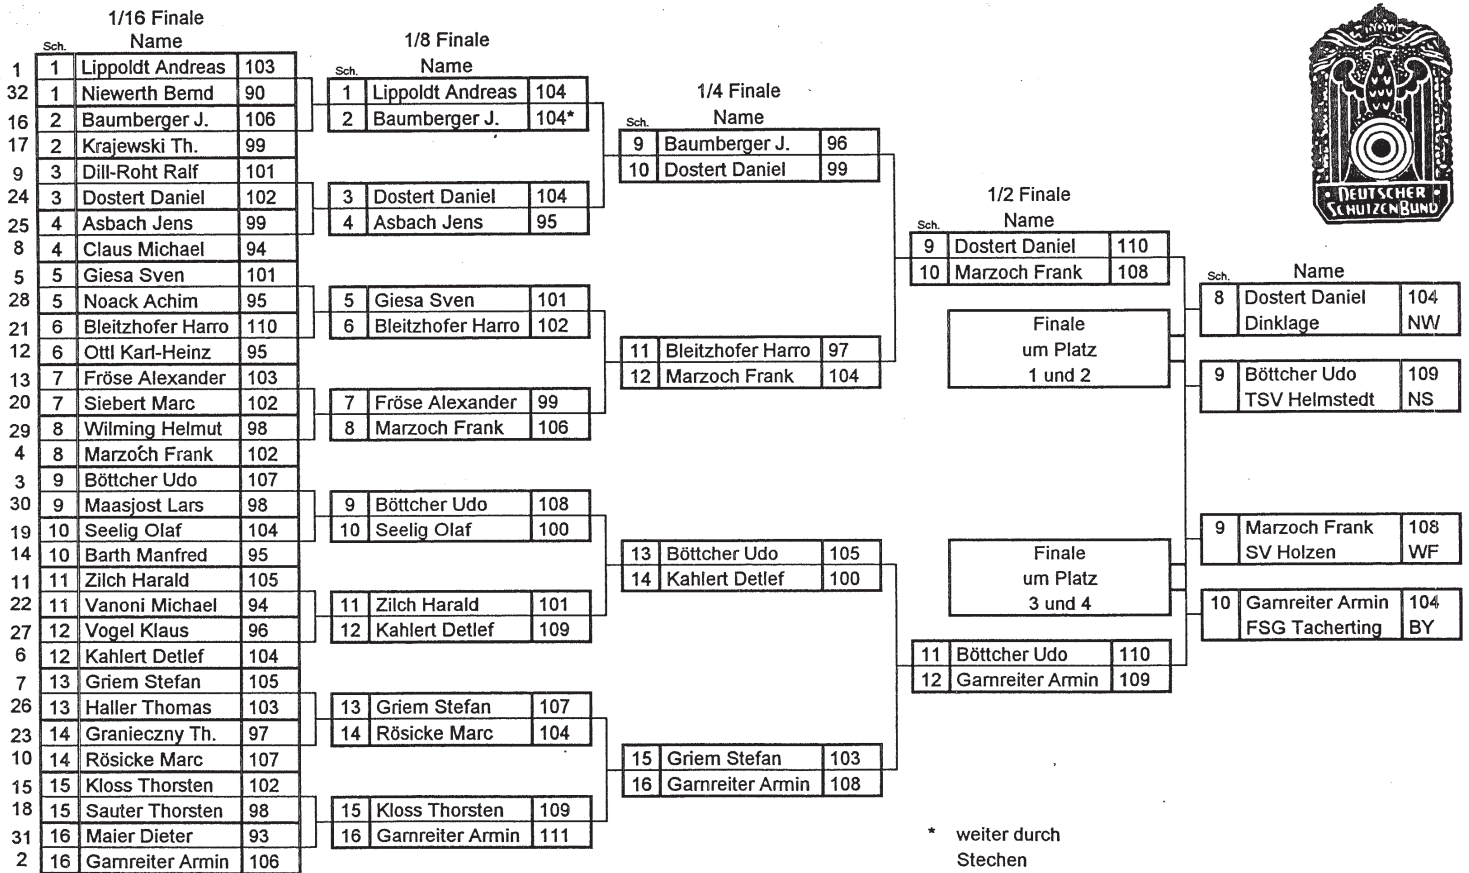 1/16 Finale
Sch. Name
1 1 Lippoldt Andreas 103
32 1 Niewerth Bernd 90
16 2 Baumberger J. 106
17 2 Krajewski Th. 99
9 3 Dill-Roht Ralf 101
24 3 Dostert Daniel 102
25 4 Asbach Jens 99
8 4 Claus Michael 94
5 5 Giesa Sven 101
28 5 Noack Achim 95
21 6 Bleitzhofer Harro 110
12 6 Ottl Karl-Heinz 95
13 7 Fröse Alexander 103
20 7 Siebert Marc 102
29 8 Wilming Helmut 98
4 8 Marzoch Frank 102
3 9 Böttcher Udo 107
30 9 Maasjost Lars 98
19 10 Seelig Olaf 104
14 10 Barth Manfred 95
11 11 Zilch Harald 105
22 11 Vanoni Michael 94
27 12 Vogel Klaus 96
6 12 Kahlert Detlef 104
7 13 Griem Stefan 105
26 13 Haller Thomas 103
23 14 Granieczny Th. 97
10 14 Rösicke Marc 107
15 15 Kloss Thorsten 102
18 15 Sauter Thorsten 98
31 16 Maier Dieter 93
2 16 Garnreiter Armin 106
1/8 Finale
Sch. Name
1 Lippoldt Andreas 104
2 Baumberger J. 104*
3 Dostert Daniel 104
4 Asbach Jens 95
5 Giesa Sven 101
6 Bleitzhofer Harro 102
7 Fröse Alexander 99
8 Marzoch Frank 106
9 Böttcher Udo 108
10 Seelig Olaf 100
11 Zilch Harald 101
12 Kahlert Detlef 109
13 Griem Stefan 107
14 Rösicke Marc 104
15 Kloss Thorsten 109
16 Garnreiter Armin 111
1/4 Finale
Sch. Name
9 Baumberger J. 96
10 Dostert Daniel 99
11 Bleitzhofer Harro 97
12 Marzoch Frank 104
13 Böttcher Udo 105
14 Kahlert Detlef 100
15 Griem Stefan 103
16 Garnreiter Armin 108
1/2 Finale
Sch. Name
9 Dostert Daniel 110
10 Marzoch Frank 108
Finale
um Platz
1 und 2
Finale
um Platz
3 und 4
11 Böttcher Udo 110
12 Garnreiter Armin 109
* weiter durch
Stechen
DEUTSCHER
SCHÜTZENBUND
Sch. Name
8 Dostert Daniel 104
Dinklage NW
9 Böttcher Udo 109
TSV Helmstedt NS
9 Marzoch Frank 108
SV Holzen WF
10 Garnreiter Armin 104
FSG Tacherting BY